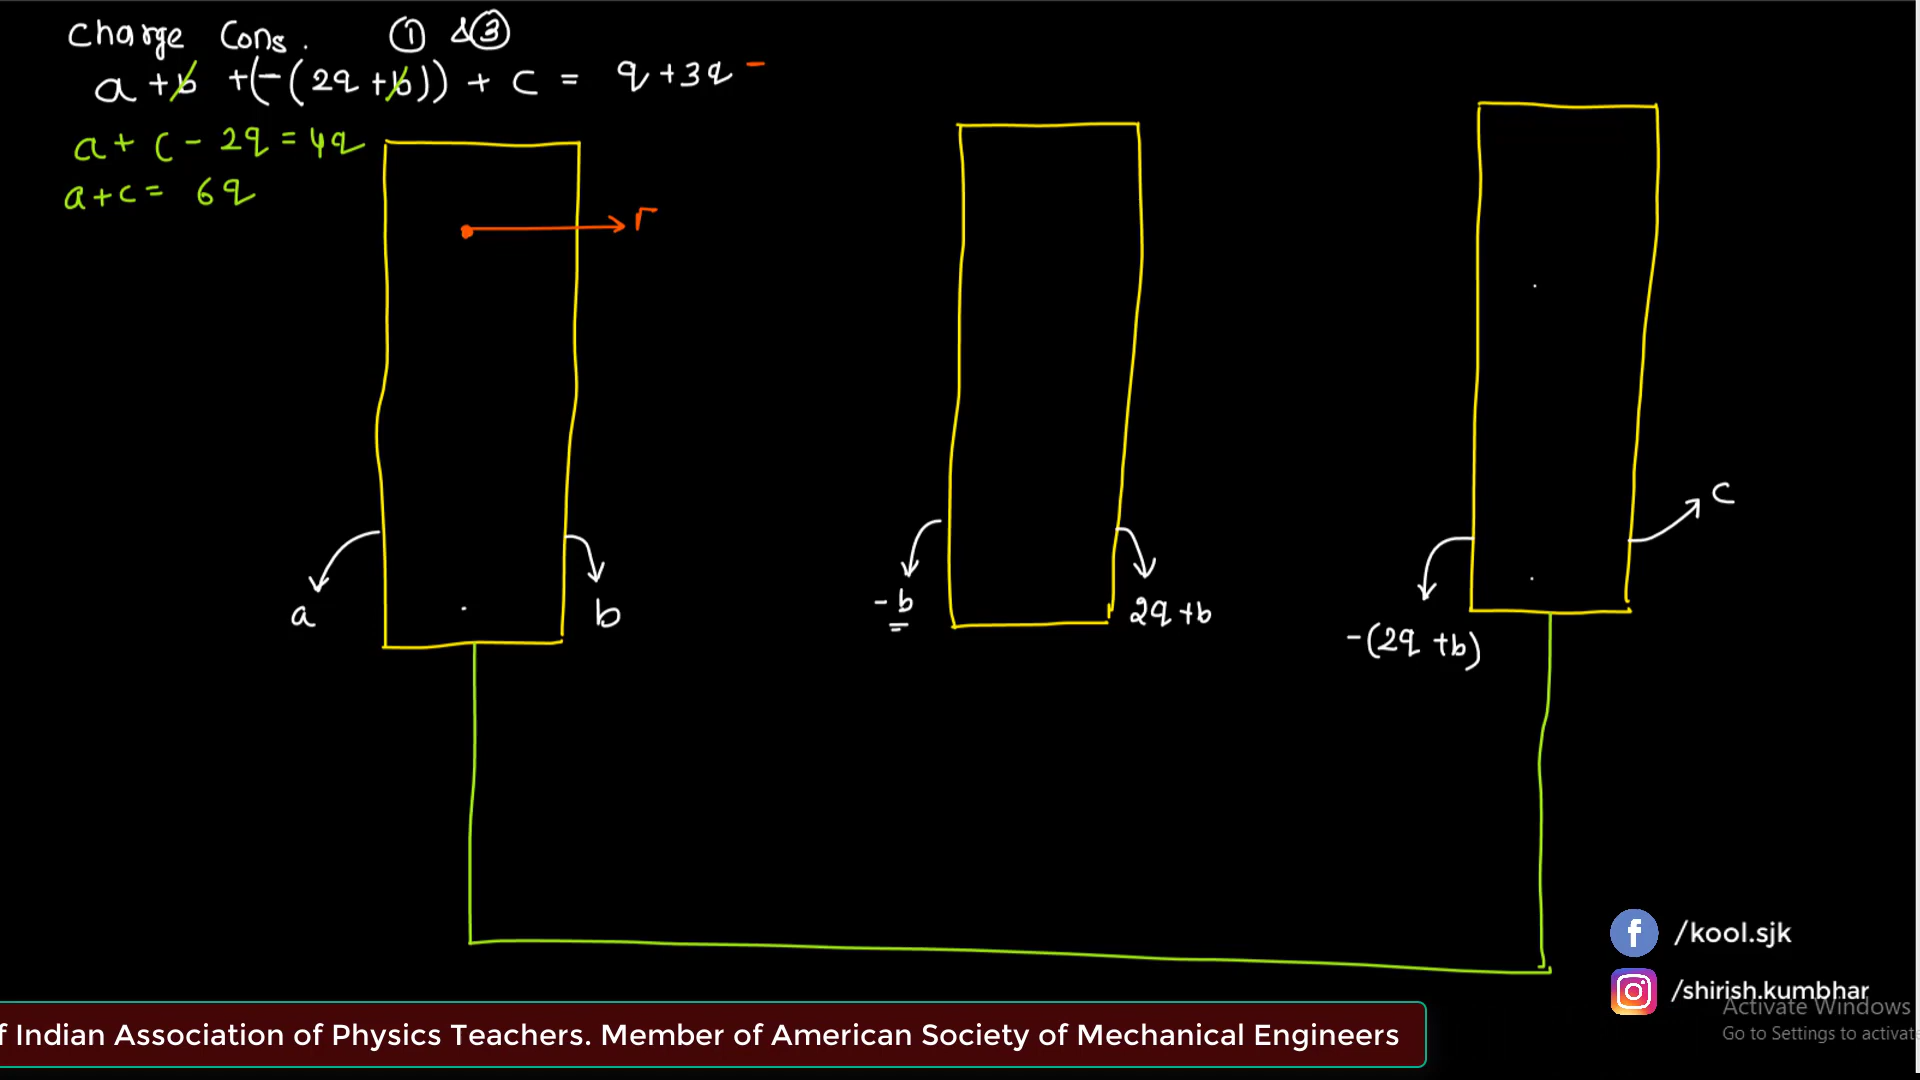 Charge Cons. ① & ③
a + b + (-(2q + b)) + c = q + 3q -
a + c - 2q = 4q
a + c = 6q
r
c
a
b
-b
2q + b
-(2q + b)
/kool.sjk
/shirish.kumbhar
Activate Windows
Go to Settings to activat
f Indian Association of Physics Teachers. Member of American Society of Mechanical Engineers